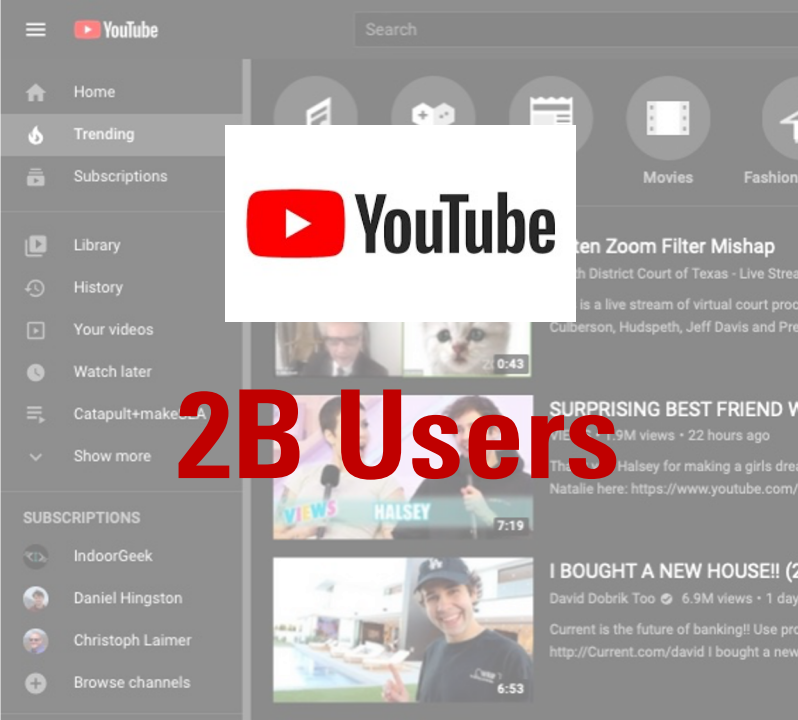 YouTube
Search
Home
Trending
Subscriptions
Library
History
Your videos
Watch later
Catapult+make
Show more
SUBSCRIPTIONS
IndoorGeek
Daniel Hingston
Christoph Laimer
Browse channels
Movies
Fashion
YouTube
ten Zoom Filter Mishap
th District Court of Texas - Live Strea
is a live stream of virtual court proc
Culberson, Hudspeth, Jeff Davis and Pre
0:43
2B Users
SURPRISING BEST FRIEND W
1.9M views • 22 hours ago
Halsey for making a girls drea
Natalie here: https://www.youtube.com/
VIEWS
HALSEY
7:19
I BOUGHT A NEW HOUSE!! (2
David Dobrik Too 6.9M views • 1 day
Current is the future of banking!! Use pro
http://Current.com/david I bought a new
6:53